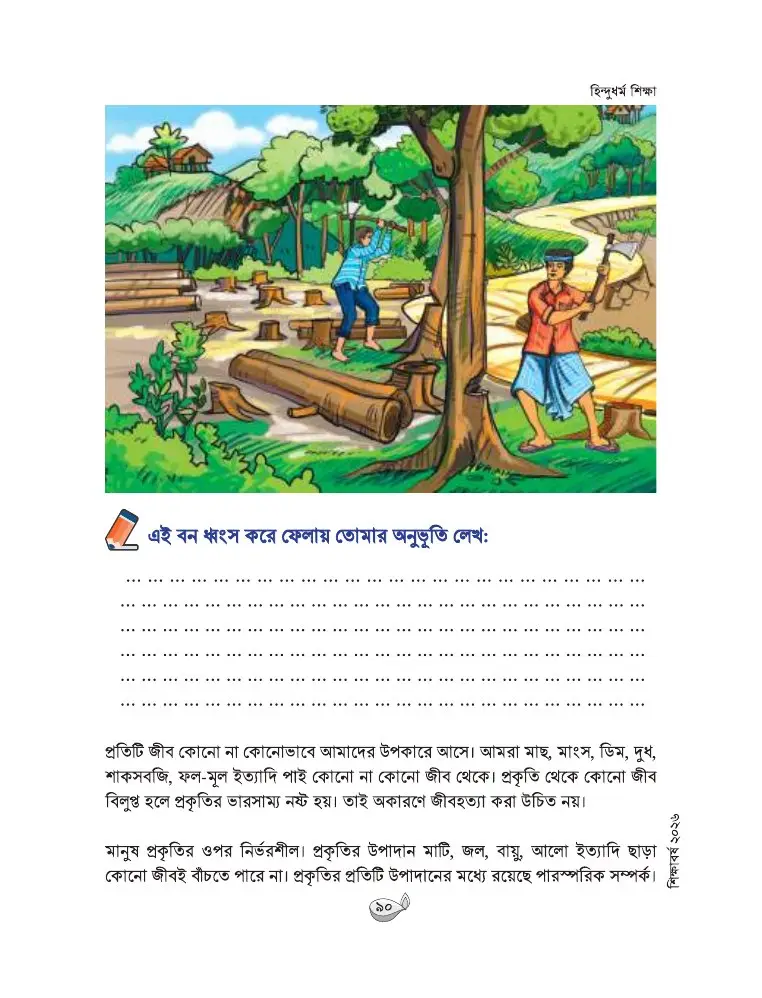 হিন্দুধর্ম শিক্ষা
এই বন ধ্বংস করে ফেলায় তোমার অনুভূতি লেখ:
... ... ... ... ... ... ... ... ... ... ... ... ... ... ... ... ... ... ... ... ... ... ... ...
... ... ... ... ... ... ... ... ... ... ... ... ... ... ... ... ... ... ... ... ... ... ... ... ...
... ... ... ... ... ... ... ... ... ... ... ... ... ... ... ... ... ... ... ... ... ... ... ... ...
... ... ... ... ... ... ... ... ... ... ... ... ... ... ... ... ... ... ... ... ... ... ... ... ...
... ... ... ... ... ... ... ... ... ... ... ... ... ... ... ... ... ... ... ... ... ... ... ... ...
... ... ... ... ... ... ... ... ... ... ... ... ... ... ... ... ... ... ... ... ... ... ... ... ...
প্রতিটি জীব কোনো না কোনোভাবে আমাদের উপকারে আসে। আমরা মাছ, মাংস, ডিম, দুধ,
শাকসবজি, ফল-মূল ইত্যাদি পাই কোনো না কোনো জীব থেকে। প্রকৃতি থেকে কোনো জীব
বিলুপ্ত হলে প্রকৃতির ভারসাম্য নষ্ট হয়। তাই অকারণে জীবহত্যা করা উচিত নয়।
মানুষ প্রকৃতির ওপর নির্ভরশীল। প্রকৃতির উপাদান মাটি, জল, বায়ু, আলো ইত্যাদি ছাড়া
কোনো জীবই বাঁচতে পারে না। প্রকৃতির প্রতিটি উপাদানের মধ্যে রয়েছে পারস্পরিক সম্পর্ক।
শিক্ষাবর্ষ ২০২৬
৯০